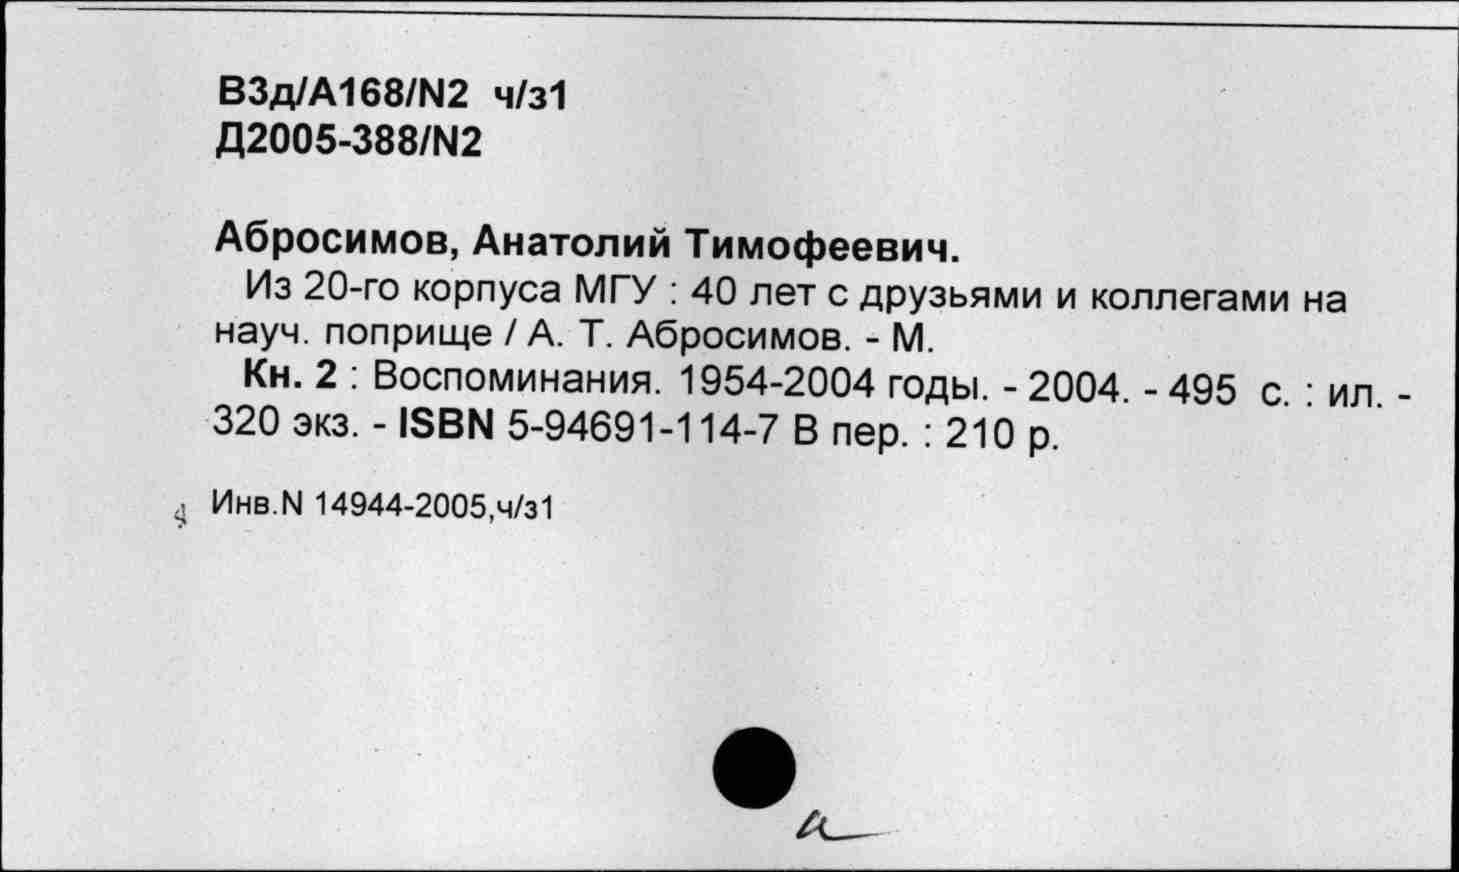 В3д/А168/N2 ч/з1
Д2005-388/N2
Абросимов, Анатолий Тимофеевич.
Из 20-го корпуса МГУ : 40 лет с друзьями и коллегами на
науч. поприще / А. Т. Абросимов. - М.
Кн. 2 : Воспоминания. 1954-2004 годы. - 2004. - 495 с. : ил. -
320 экз. - ISBN 5-94691-114-7 В пер. : 210 р.
Инв.N 14944-2005,ч/з1